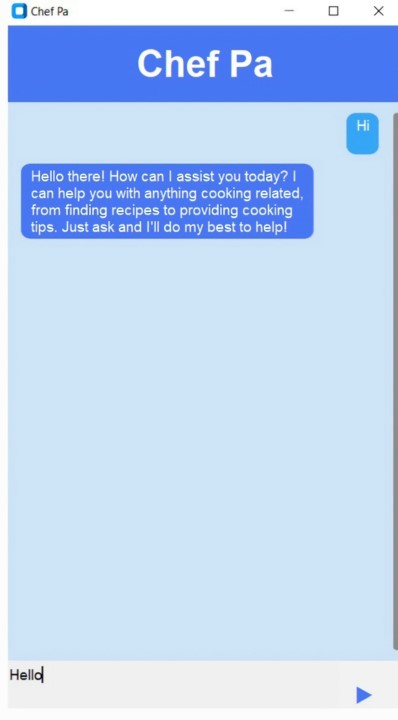 Chef Pa
Chef Pa
Hi
Hello there! How can I assist you today? I
can help you with anything cooking related,
from finding recipes to providing cooking
tips. Just ask and I'll do my best to help!
Hello